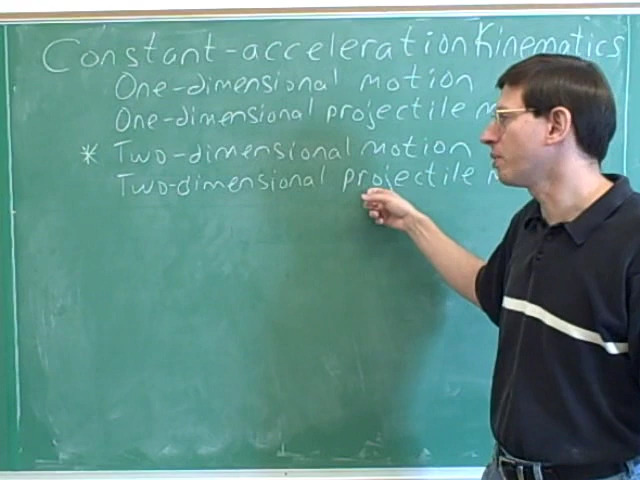 Constant-acceleration Kinematics
One-dimensional motion
One-dimensional projectile
* Two-dimensional motion
Two-dimensional projectile